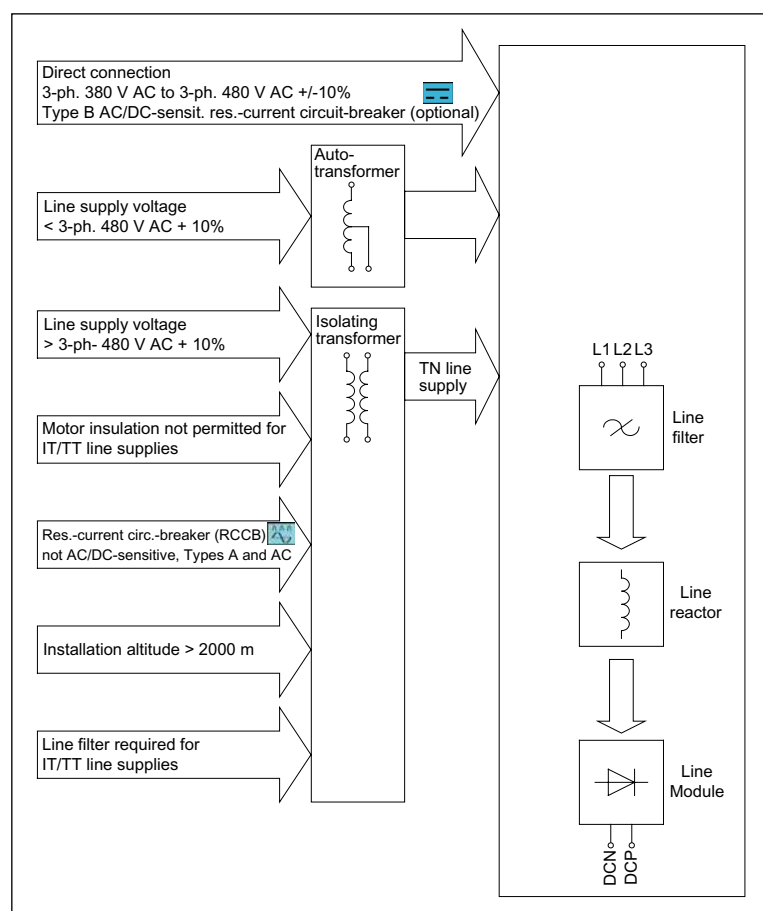 Direct connection
3-ph. 380 V AC to 3-ph. 480 V AC +/-10%
Type B AC/DC-sensit. res.-current circuit-breaker (optional)
Auto-
transformer
Line supply voltage
< 3-ph. 480 V AC + 10%
Line supply voltage
> 3-ph- 480 V AC + 10%
Isolating
transformer
TN line
supply
Motor insulation not permitted for
IT/TT line supplies
Res.-current circ.-breaker (RCCB)
not AC/DC-sensitive, Types A and AC
Installation altitude > 2000 m
Line filter required for
IT/TT line supplies
L1 L2 L3
Line
filter
Line
reactor
Line
Module
DCN
DCP